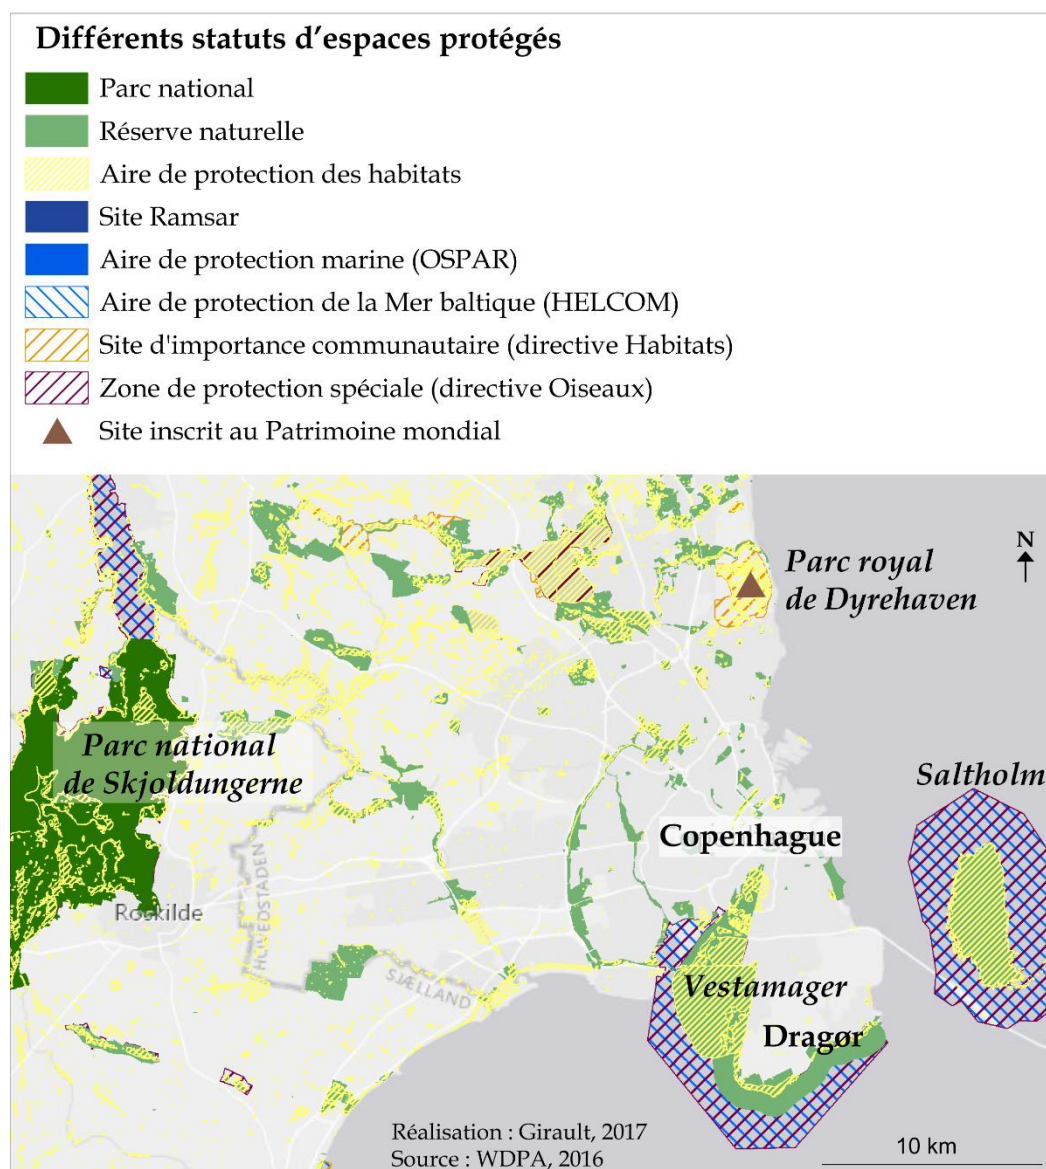 Différents statuts d’espaces protégés
Parc national
Réserve naturelle
Aire de protection des habitats
Site Ramsar
Aire de protection marine (OSPAR)
Aire de protection de la Mer baltique (HELCOM)
Site d'importance communautaire (directive Habitats)
Zone de protection spéciale (directive Oiseaux)
Site inscrit au Patrimoine mondial
N
Parc royal
de Dyrehaven
Parc national
de Skjoldungerne
Saltholm
Copenhague
Roskilde
HOVEDSTADEN
SJÆLLAND
Vestamager
Dragør
Réalisation : Girault, 2017
Source : WDPA, 2016
10 km